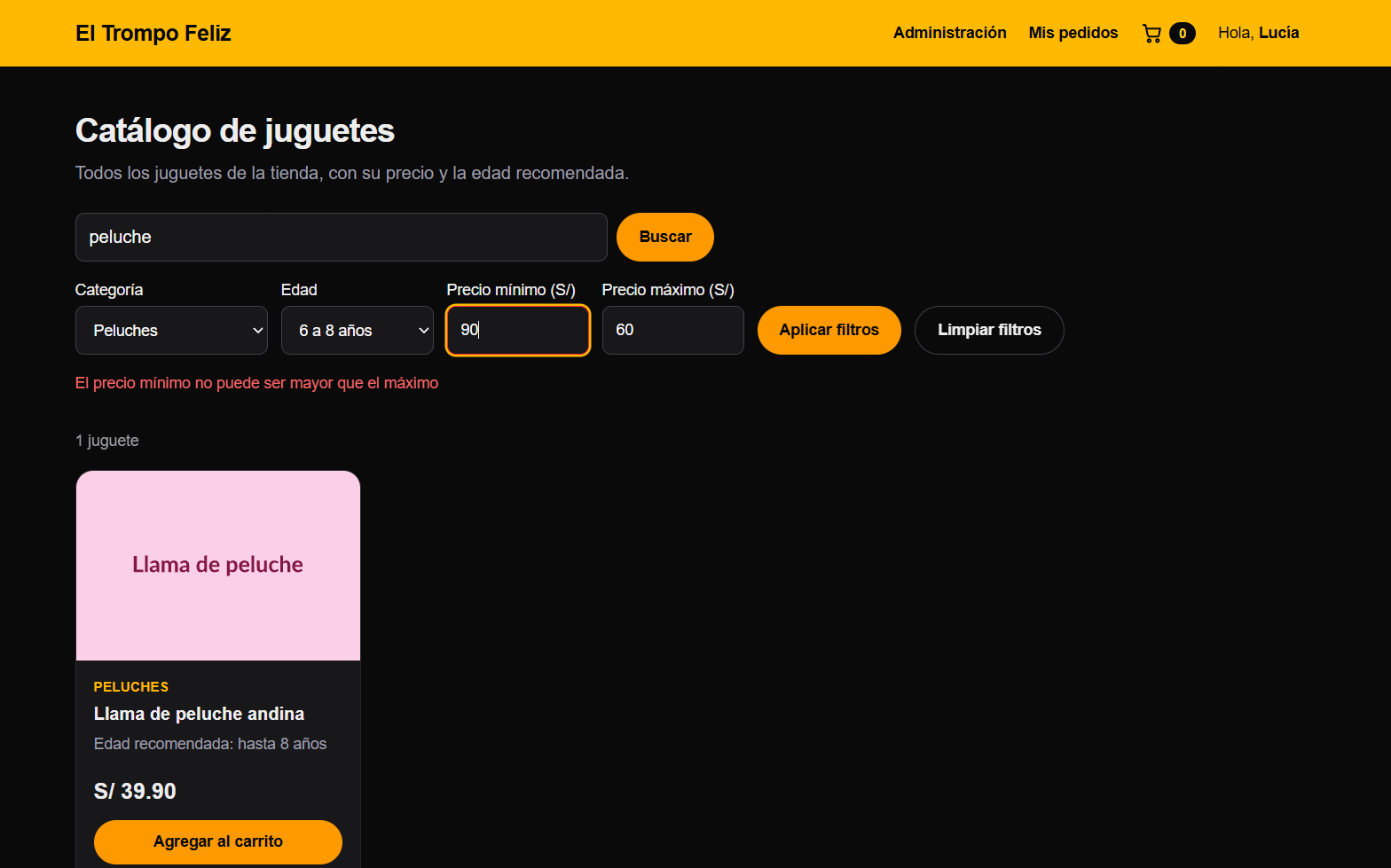 El Trompo Feliz
Administración Mis pedidos 0 Hola, Lucía
Catálogo de juguetes
Todos los juguetes de la tienda, con su precio y la edad recomendada.
peluche Buscar
Categoría Edad Precio mínimo (S/) Precio máximo (S/)
Peluches 6 a 8 años 90 60 Aplicar filtros Limpiar filtros
El precio mínimo no puede ser mayor que el máximo
1 juguete
Llama de peluche
PELUCHES
Llama de peluche andina
Edad recomendada: hasta 8 años
S/ 39.90
Agregar al carrito